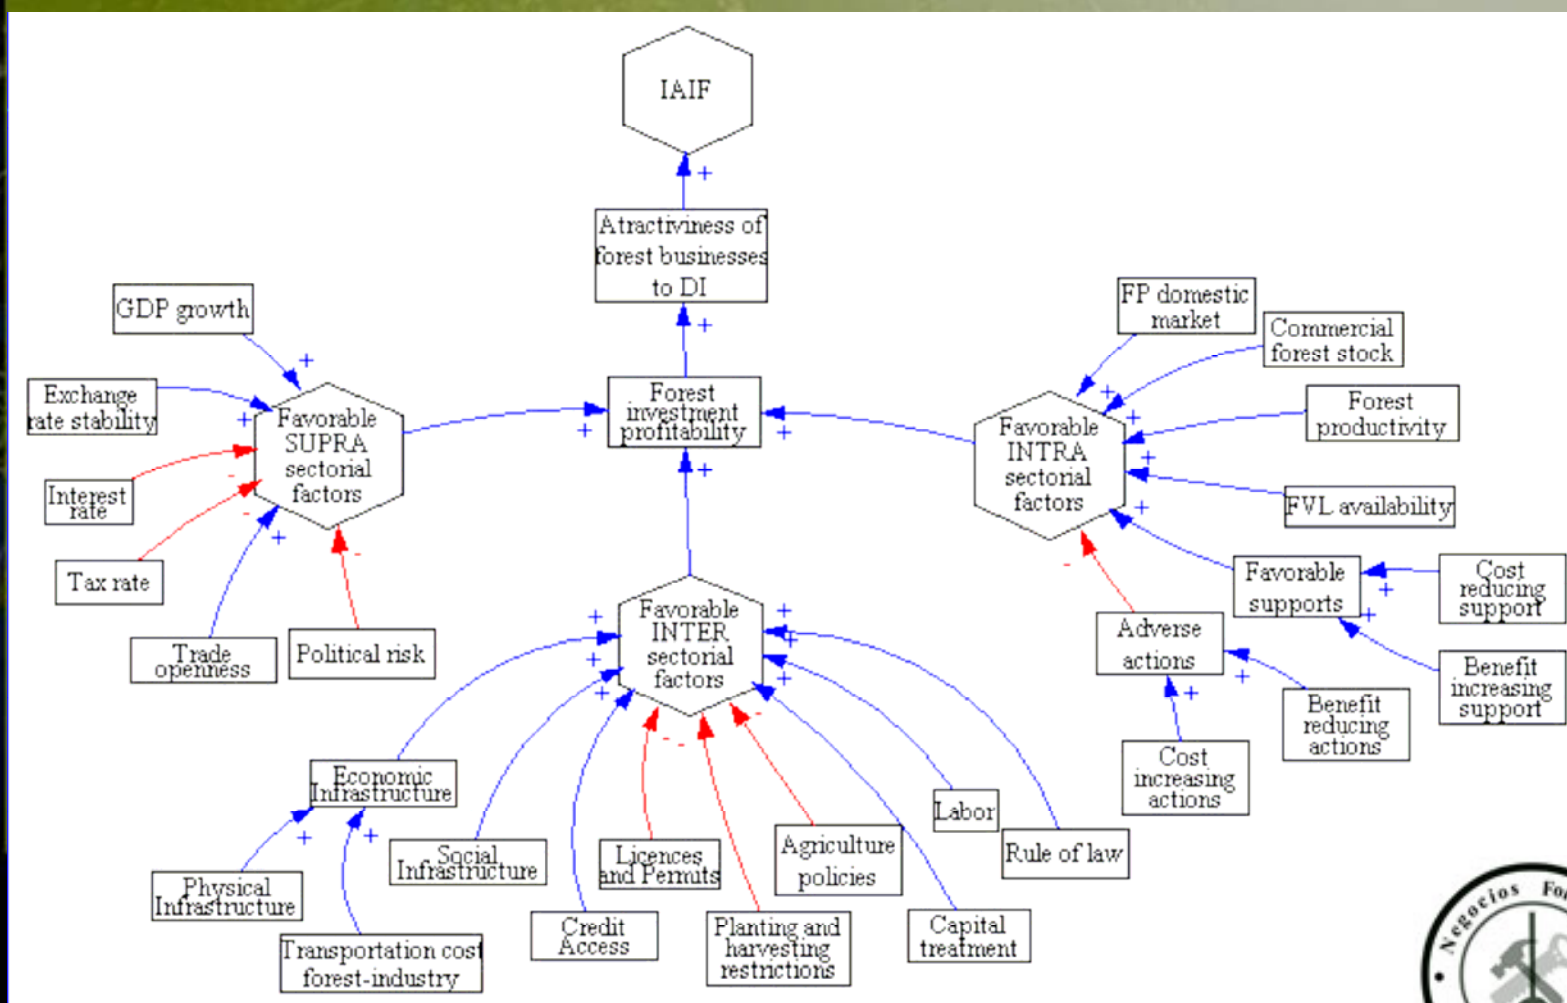 IAIF
Atractiviness of
forest businesses
to DI
GDP growth
Exchange
rate stability
Interest
rate
Tax rate
Trade
openness
Political risk
Favorable
SUPRA
sectorial
factors
Forest
investment
profitability
Favorable
INTRA
sectorial
factors
FP domestic
market
Commercial
forest stock
Forest
productivity
FVL availability
Favorable
supports
Cost
reducing
support
Benefit
increasing
support
Adverse
actions
Benefit
reducing
actions
Cost
increasing
actions
Favorable
INTER
sectorial
factors
Economic
Infrastructure
Physical
Infrastructure
Transportation cost
forest-industry
Social
Infrastructure
Credit
Access
Licences
and Permits
Planting and
harvesting
restrictions
Agriculture
policies
Capital
treatment
Labor
Rule of law
Negocios